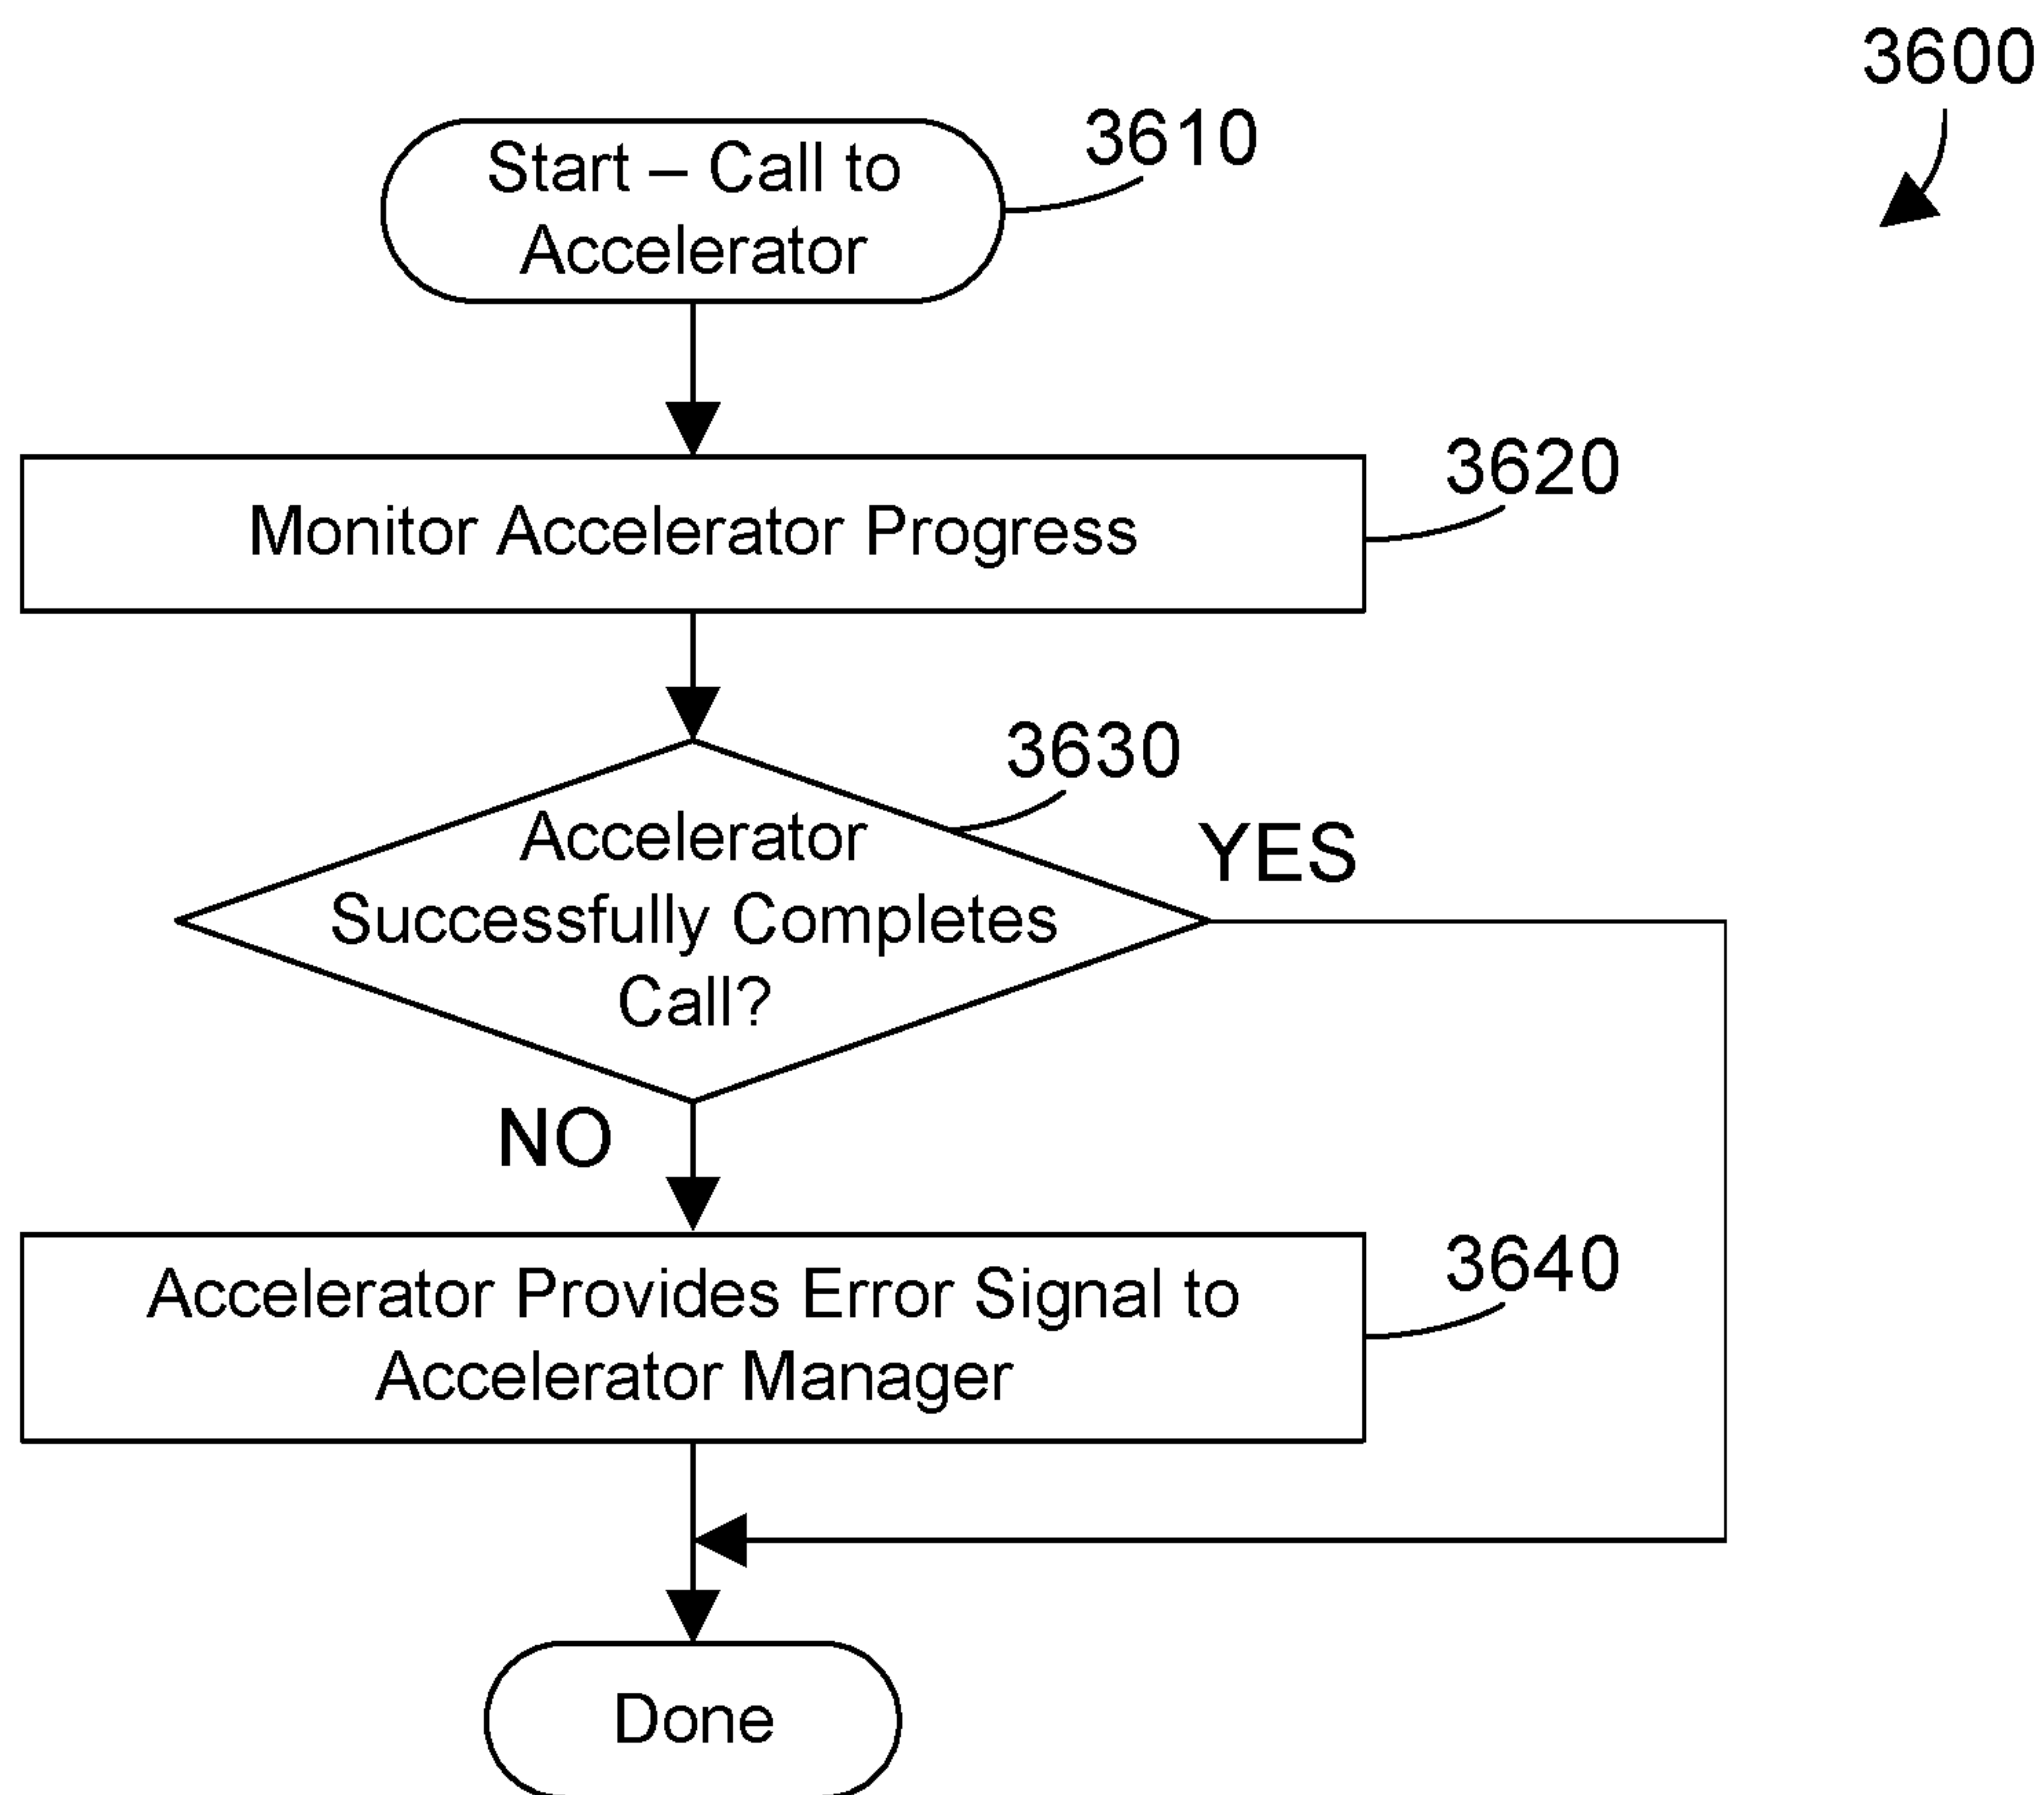 3600
Start – Call to
Accelerator
3610
Monitor Accelerator Progress
3620
3630
Accelerator
Successfully Completes
Call?
YES
NO
Accelerator Provides Error Signal to
Accelerator Manager
3640
Done